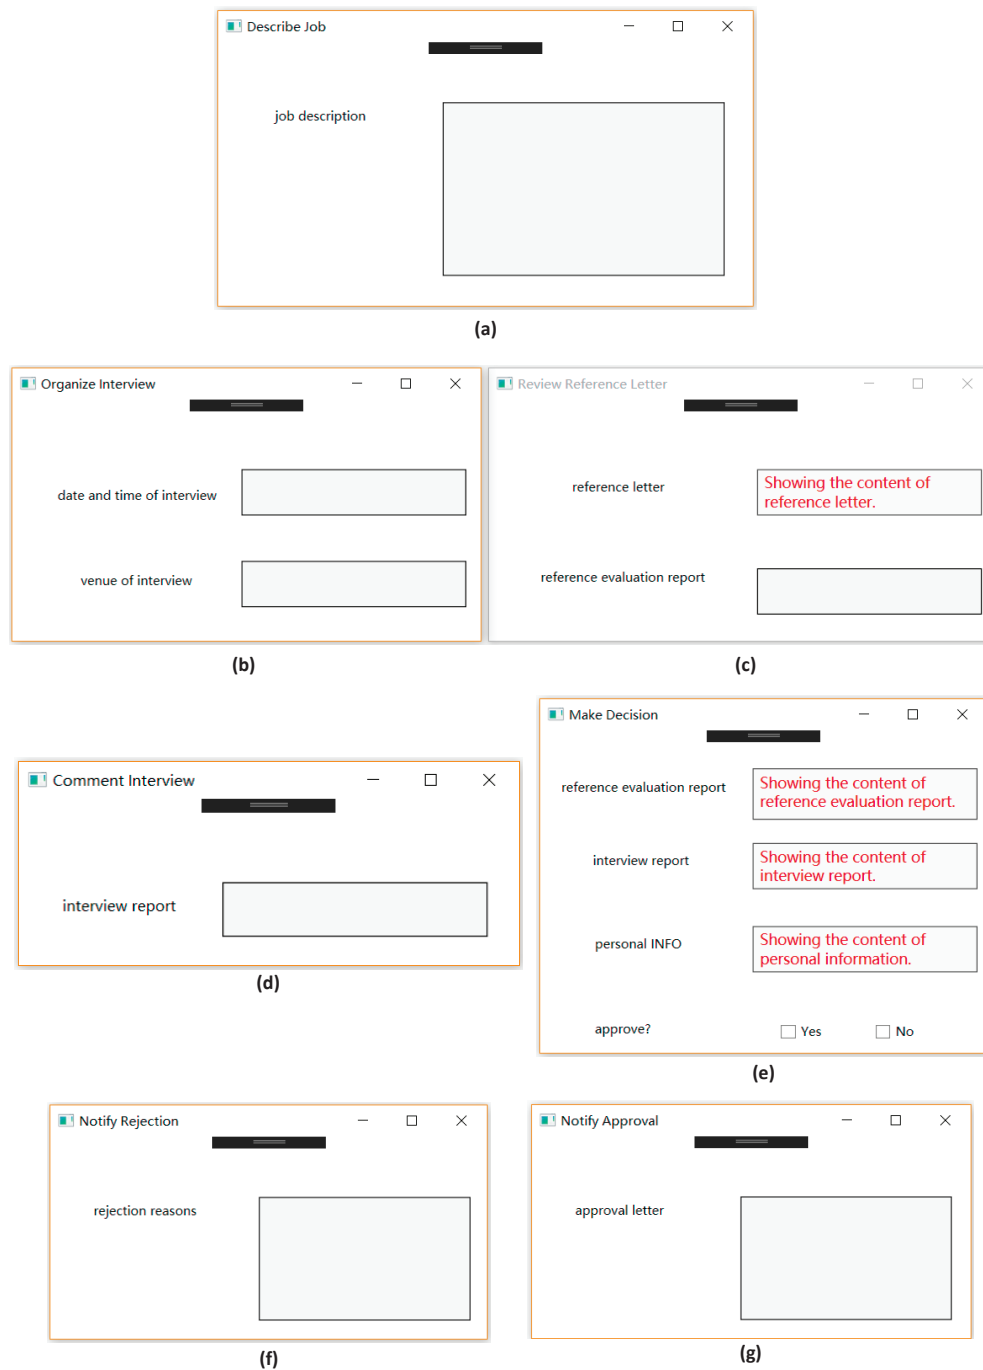 Describe Job
job description
(a)
Organize Interview
date and time of interview
venue of interview
(b)
Review Reference Letter
reference letter
Showing the content of
reference letter.
reference evaluation report
(c)
Comment Interview
interview report
(d)
Make Decision
reference evaluation report
Showing the content of
reference evaluation report.
interview report
Showing the content of
interview report.
personal INFO
Showing the content of
personal information.
approve?
Yes
No
(e)
Notify Rejection
rejection reasons
(f)
Notify Approval
approval letter
(g)